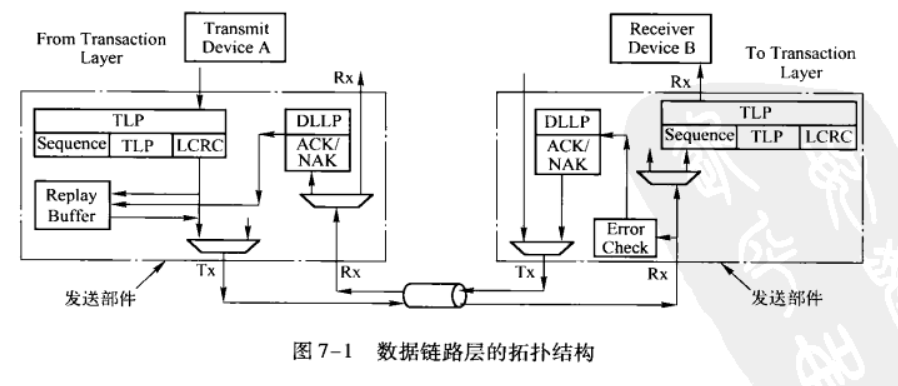 From Transaction
Layer
Transmit
Device A
Rx
TLP
Sequence
TLP
LCRC
DLLP
ACK/
NAK
Replay
Buffer
Tx
Rx
发送部件
Receiver
Device B
To Transaction
Layer
Rx
DLLP
ACK/
NAK
TLP
Sequence
TLP
LCRC
Error
Check
Tx
Rx
发送部件
图 7-1 数据链路层的拓扑结构